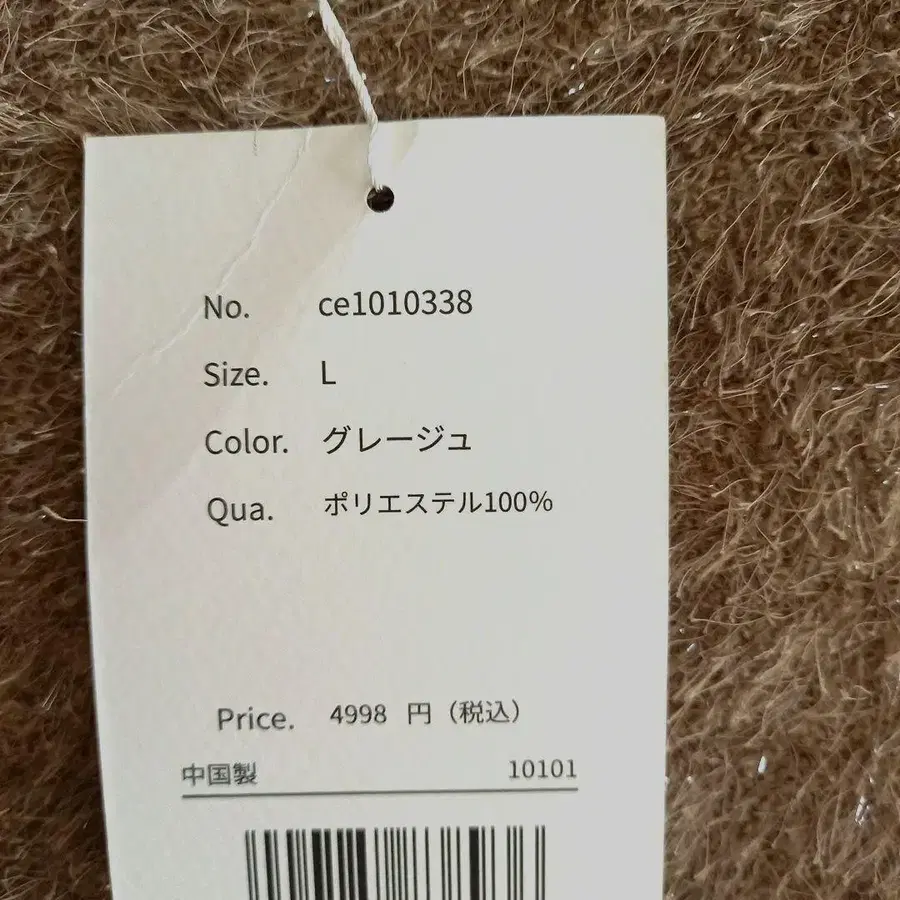 No. ce1010338
Size. L
Color. グレージュ
Qua. ポリエステル100%
Price. 4998 円（税込）
中国製 10101